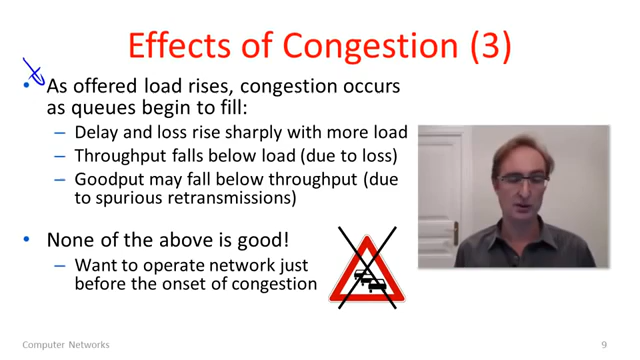 Effects of Congestion (3)
• As offered load rises, congestion occurs
as queues begin to fill:
– Delay and loss rise sharply with more load
– Throughput falls below load (due to loss)
– Goodput may fall below throughput (due
to spurious retransmissions)
• None of the above is good!
– Want to operate network just
before the onset of congestion
Computer Networks
9